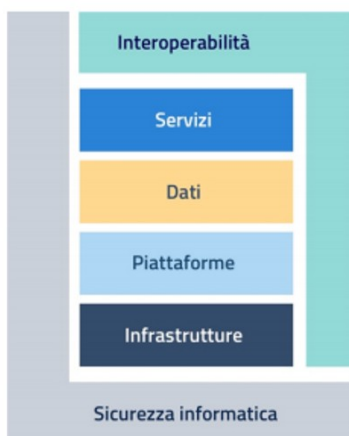 Interoperabilità
Servizi
Dati
Piattaforme
Infrastrutture
Sicurezza informatica